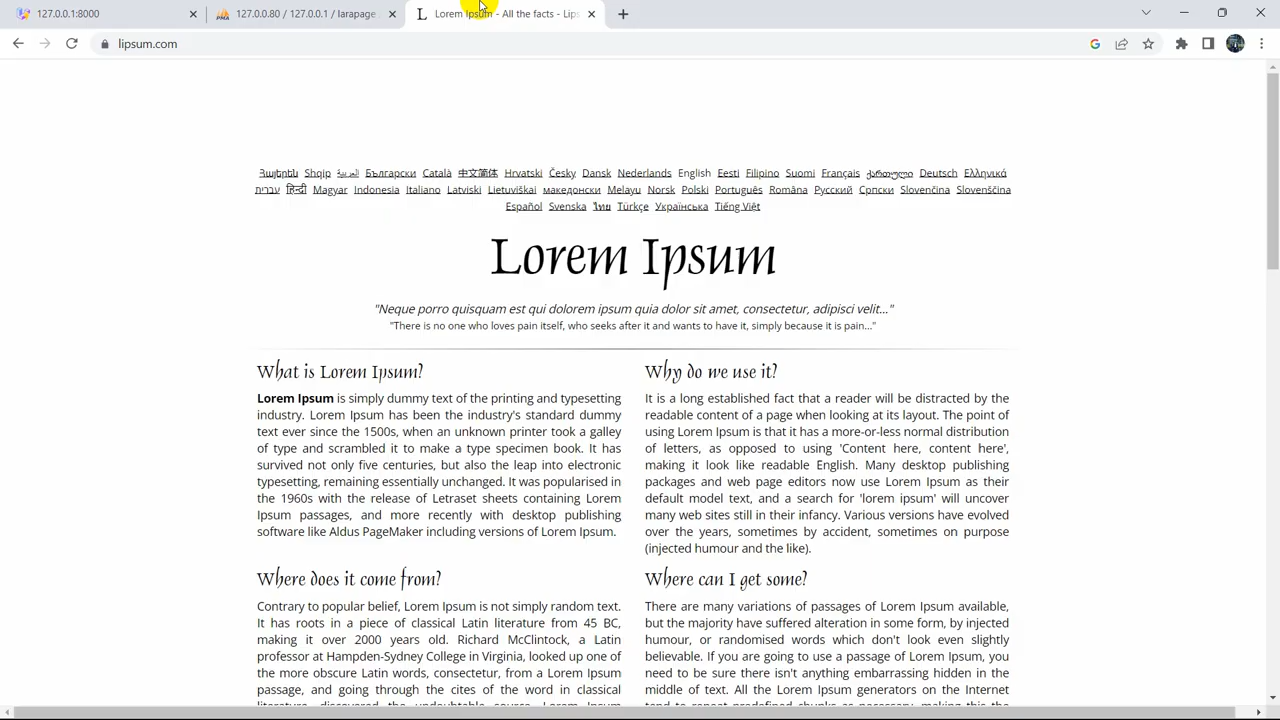 127.0.0.1:8000
127.0.0.80 / 127.0.0.1 / larapage
Lorem Ipsum - All the facts - Lips
lipsum.com
Հայերեն Shqip العربية Български Català 中文简体 Hrvatski Česky Dansk Nederlands English Eesti Filipino Suomi Français ქართული Deutsch Ελληνικά
עברית हिन्दी Magyar Indonesia Italiano Latviski Lietuviškai македонски Melayu Norsk Polski Português Româna Русский Српски Slovenčina Slovenščina
Español Svenska ไทย Türkçe Українська Tiếng Việt
Lorem Ipsum
"Neque porro quisquam est qui dolorem ipsum quia dolor sit amet, consectetur, adipisci velit..."
"There is no one who loves pain itself, who seeks after it and wants to have it, simply because it is pain..."
What is Lorem Ipsum?
Lorem Ipsum is simply dummy text of the printing and typesetting
industry. Lorem Ipsum has been the industry's standard dummy
text ever since the 1500s, when an unknown printer took a galley
of type and scrambled it to make a type specimen book. It has
survived not only five centuries, but also the leap into electronic
typesetting, remaining essentially unchanged. It was popularised in
the 1960s with the release of Letraset sheets containing Lorem
Ipsum passages, and more recently with desktop publishing
software like Aldus PageMaker including versions of Lorem Ipsum.
Why do we use it?
It is a long established fact that a reader will be distracted by the
readable content of a page when looking at its layout. The point of
using Lorem Ipsum is that it has a more-or-less normal distribution
of letters, as opposed to using 'Content here, content here',
making it look like readable English. Many desktop publishing
packages and web page editors now use Lorem Ipsum as their
default model text, and a search for 'lorem ipsum' will uncover
many web sites still in their infancy. Various versions have evolved
over the years, sometimes by accident, sometimes on purpose
(injected humour and the like).
Where does it come from?
Contrary to popular belief, Lorem Ipsum is not simply random text.
It has roots in a piece of classical Latin literature from 45 BC,
making it over 2000 years old. Richard McClintock, a Latin
professor at Hampden-Sydney College in Virginia, looked up one of
the more obscure Latin words, consectetur, from a Lorem Ipsum
passage, and going through the cites of the word in classical
literature, discovered the undoubtable source. Lorem Ipsum
Where can I get some?
There are many variations of passages of Lorem Ipsum available,
but the majority have suffered alteration in some form, by injected
humour, or randomised words which don't look even slightly
believable. If you are going to use a passage of Lorem Ipsum, you
need to be sure there isn't anything embarrassing hidden in the
middle of text. All the Lorem Ipsum generators on the Internet
tend to repeat predefined chunks as necessary, making this the